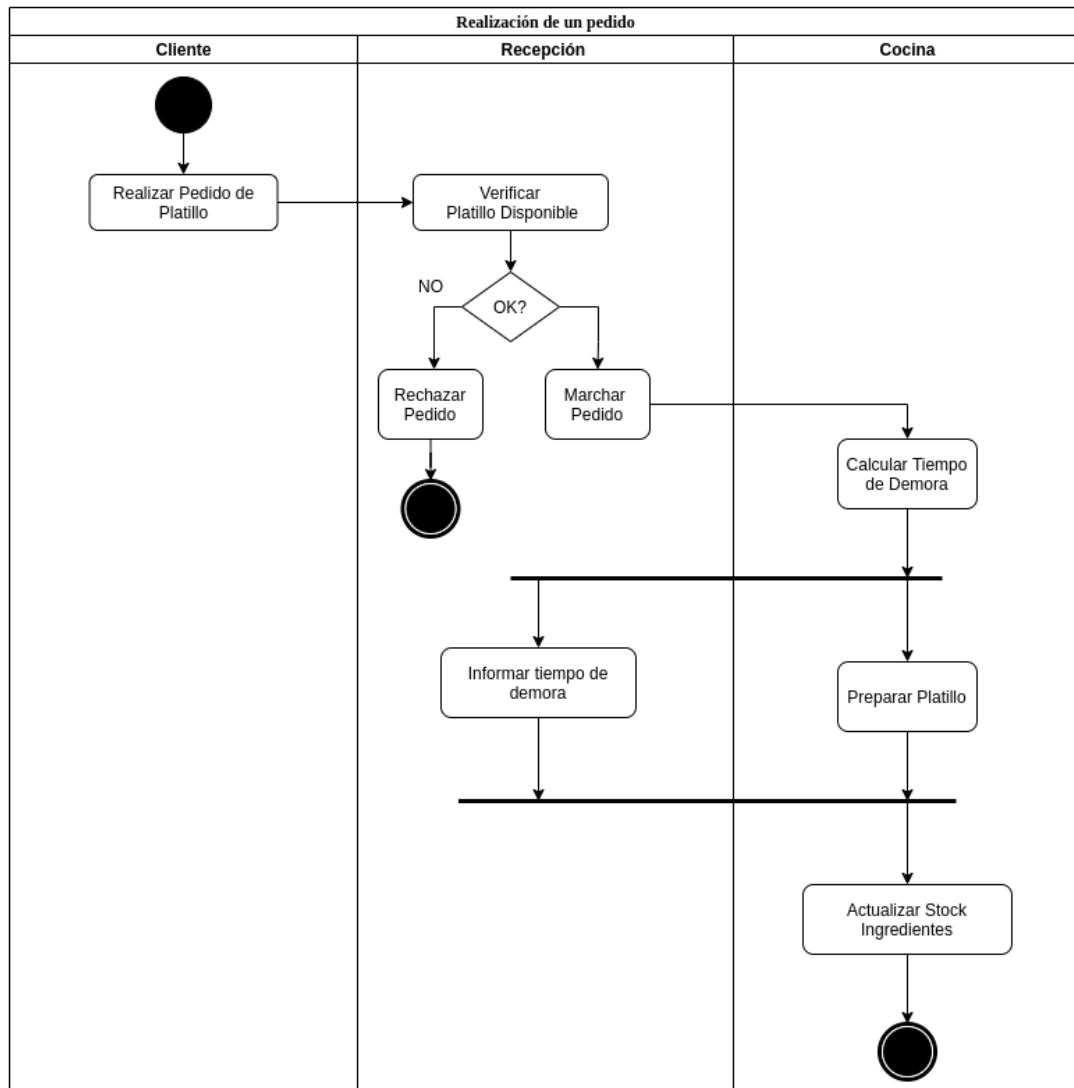 Realización de un pedido
Cliente
Recepción
Cocina
Realizar Pedido de
Platillo
Verificar
Platillo Disponible
NO
OK?
Rechazar
Pedido
Marchar
Pedido
Calcular Tiempo
de Demora
Informar tiempo de
demora
Preparar Platillo
Actualizar Stock
Ingredientes